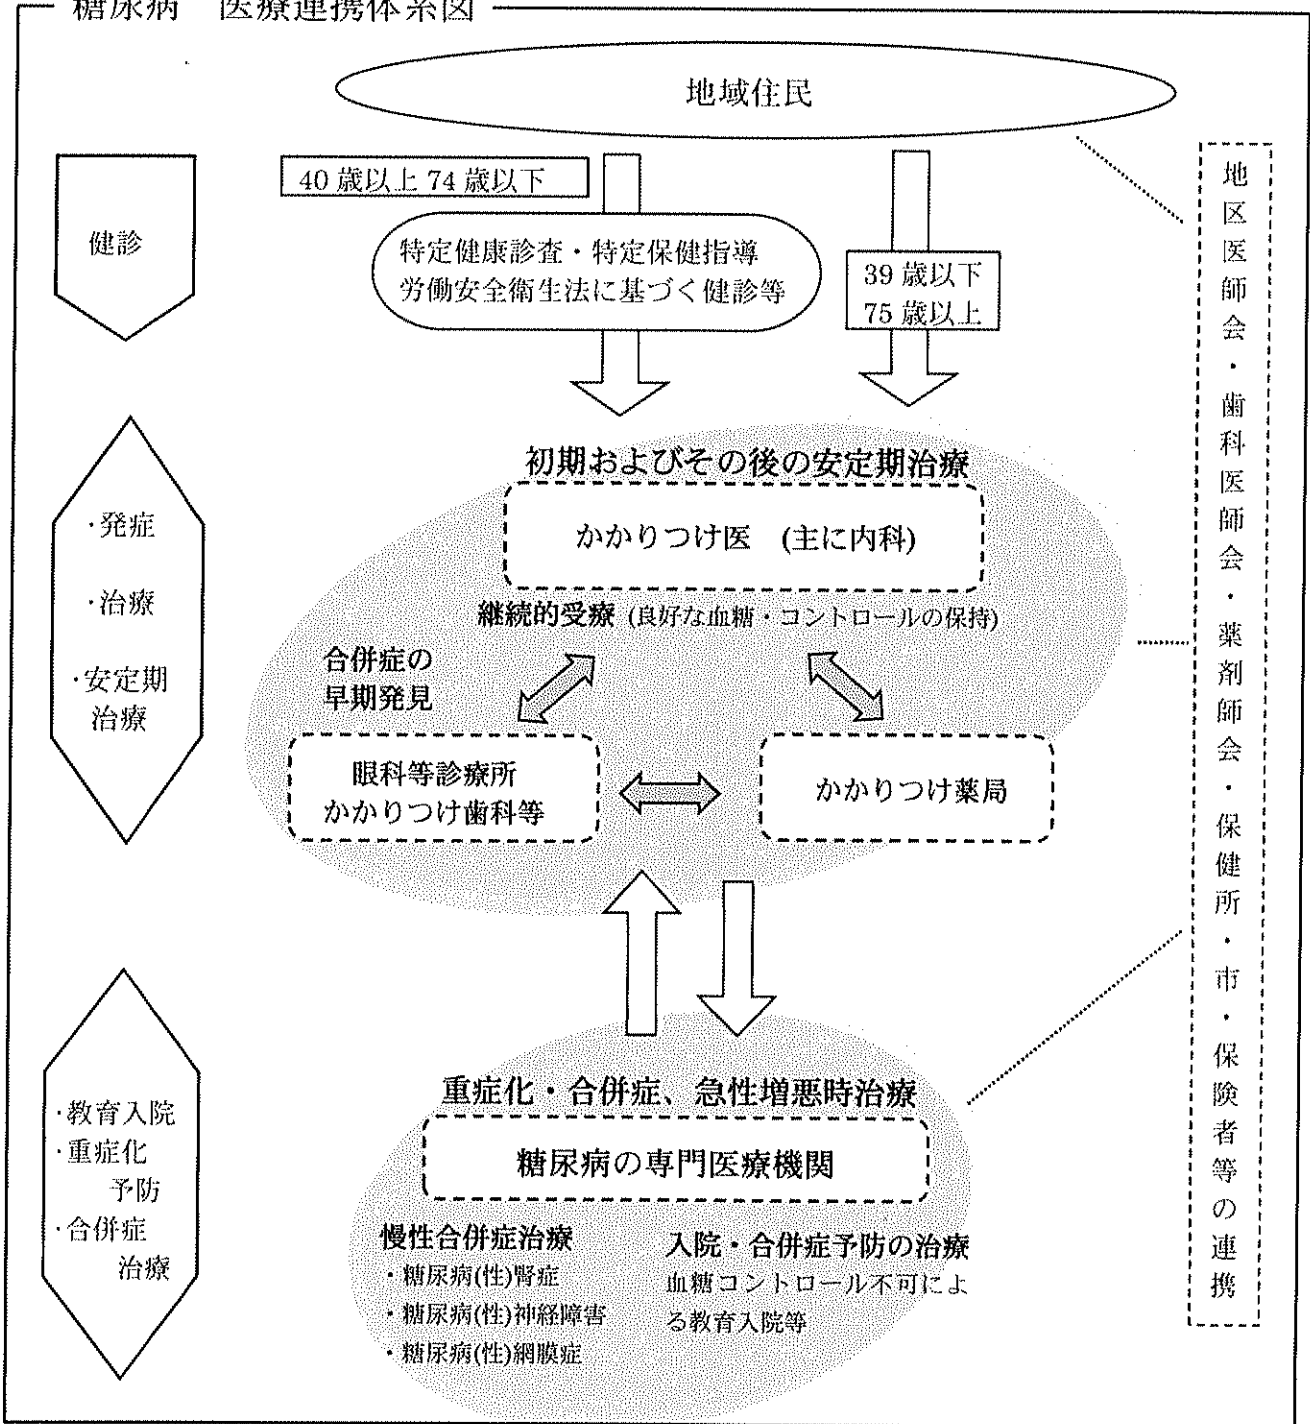 糖尿病　医療連携体系図
地域住民
健診
40歳以上74歳以下
特定健康診査・特定保健指導
労働安全衛生法に基づく健診等
39歳以下
75歳以上
・発症
・治療
・安定期
治療
初期およびその後の安定期治療
かかりつけ医　(主に内科)
継続的受療 (良好な血糖・コントロールの保持)
合併症の
早期発見
眼科等診療所
かかりつけ歯科等
かかりつけ薬局
・教育入院
・重症化
予防
・合併症
治療
重症化・合併症、急性増悪時治療
糖尿病の専門医療機関
慢性合併症治療
・糖尿病(性)腎症
・糖尿病(性)神経障害
・糖尿病(性)網膜症
入院・合併症予防の治療
血糖コントロール不可によ
る教育入院等
地区医師会・歯科医師会・薬剤師会・保健所・市・保険者等の連携